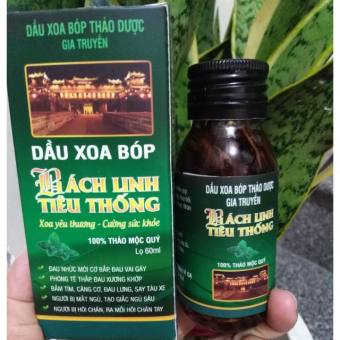 DẦU XOA BÓP THẢO DƯỢC
GIA TRUYỀN
DẦU XOA BÓP
BÁCH LINH
TIÊU THỐNG
Xoa yêu thương - Cường sức khỏe
100% THẢO MỘC QUÝ
Lọ 60ml
ĐAU NHỨC MỎI CƠ BẮP, ĐAU VAI GÁY
PHONG TÊ THẤP, ĐAU XƯƠNG KHỚP
BẦM TÍM, CĂNG CƠ, ĐAU LƯNG, SAY TÀU XE
NGƯỜI BỊ MẤT NGỦ, TẠO GIẤC NGỦ SÂU
NGƯỜI BỊ HÔI CHÂN, RA MỒ HÔI CHÂN TAY
DẦU XOA BÓP THẢO DƯỢC
GIA TRUYỀN
BÁCH LINH
TIÊU THỐNG
100% THẢO MỘC QUÝ